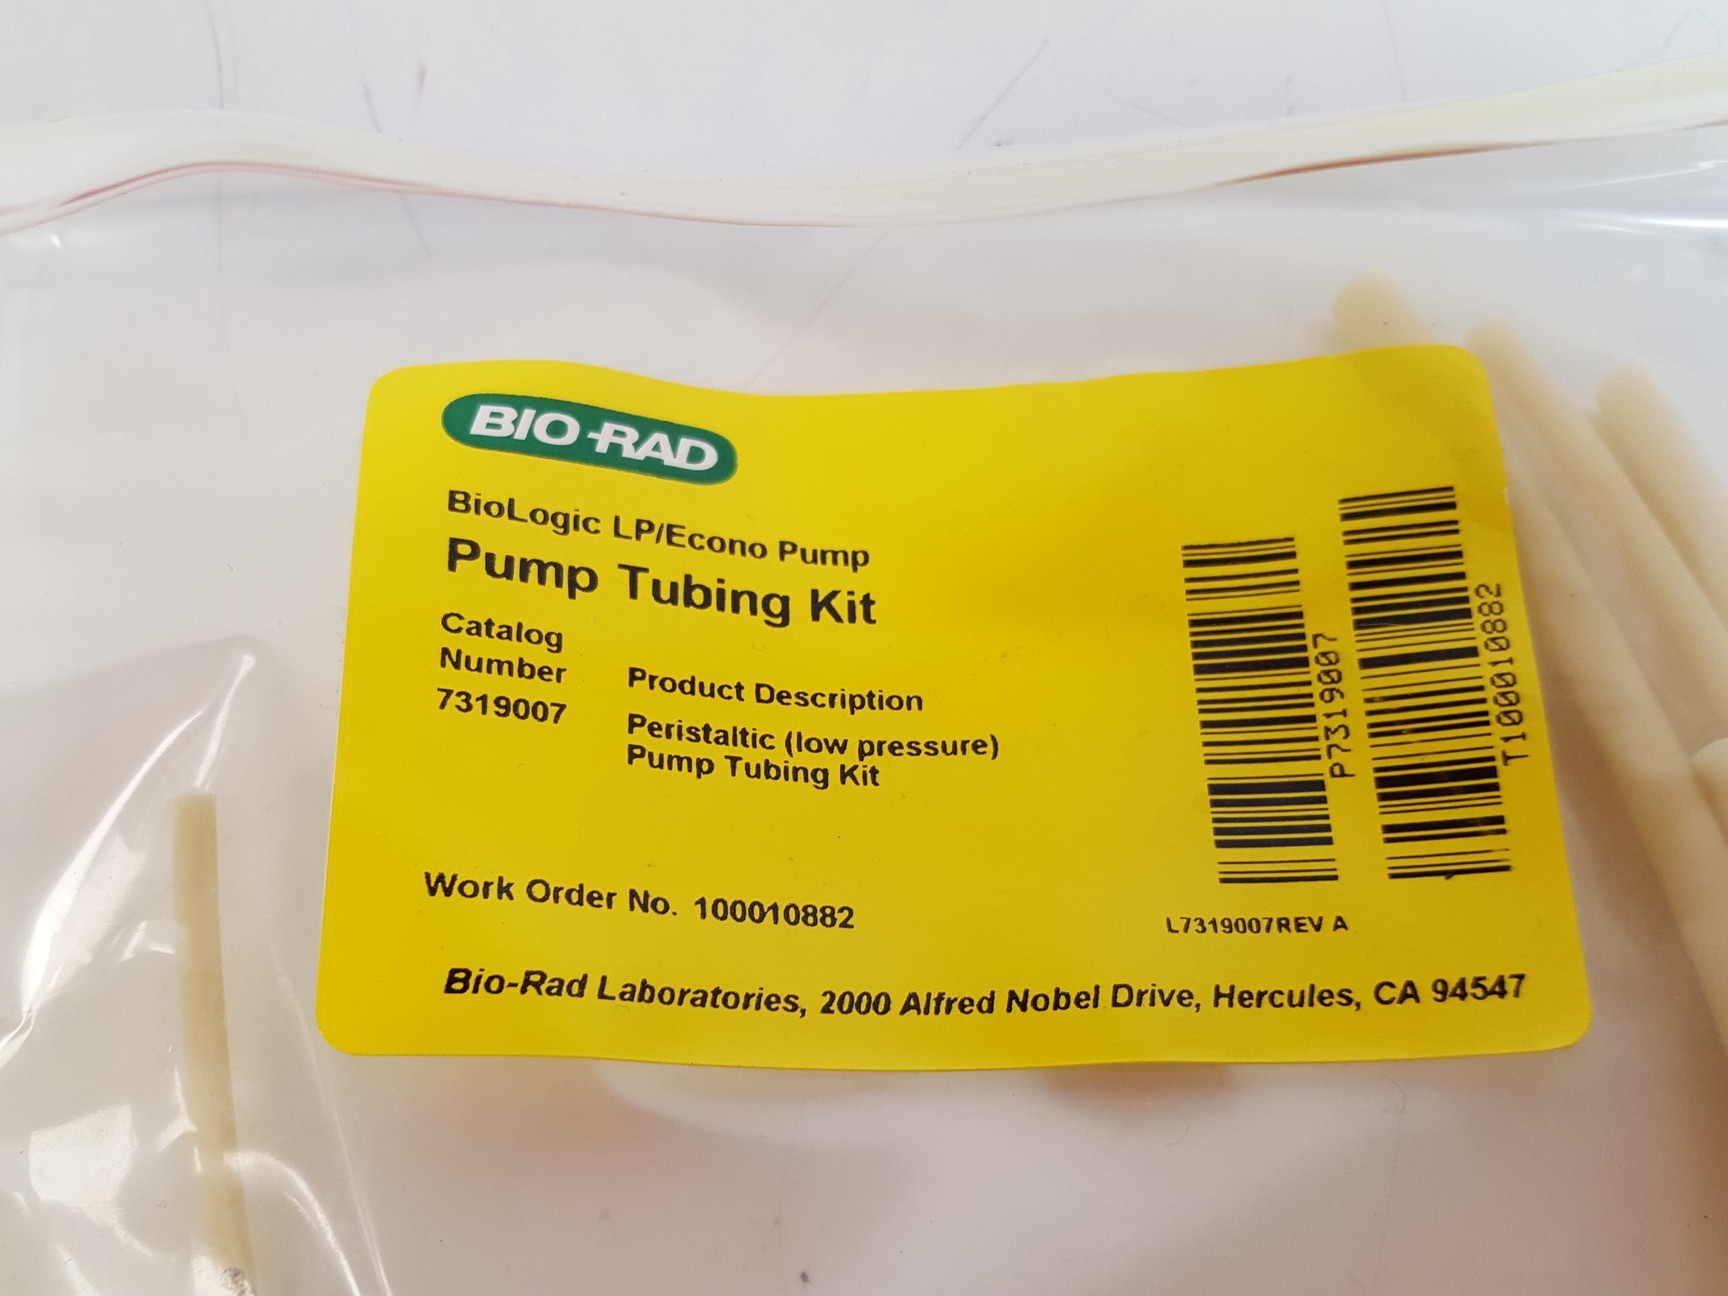 BIO-RAD
BioLogic LP/Econo Pump
Pump Tubing Kit
Catalog
Number
7319007
Product Description
Peristaltic (low pressure)
Pump Tubing Kit
P7319007
T100010882
Work Order No. 100010882
L7319007REV A
Bio-Rad Laboratories, 2000 Alfred Nobel Drive, Hercules, CA 94547